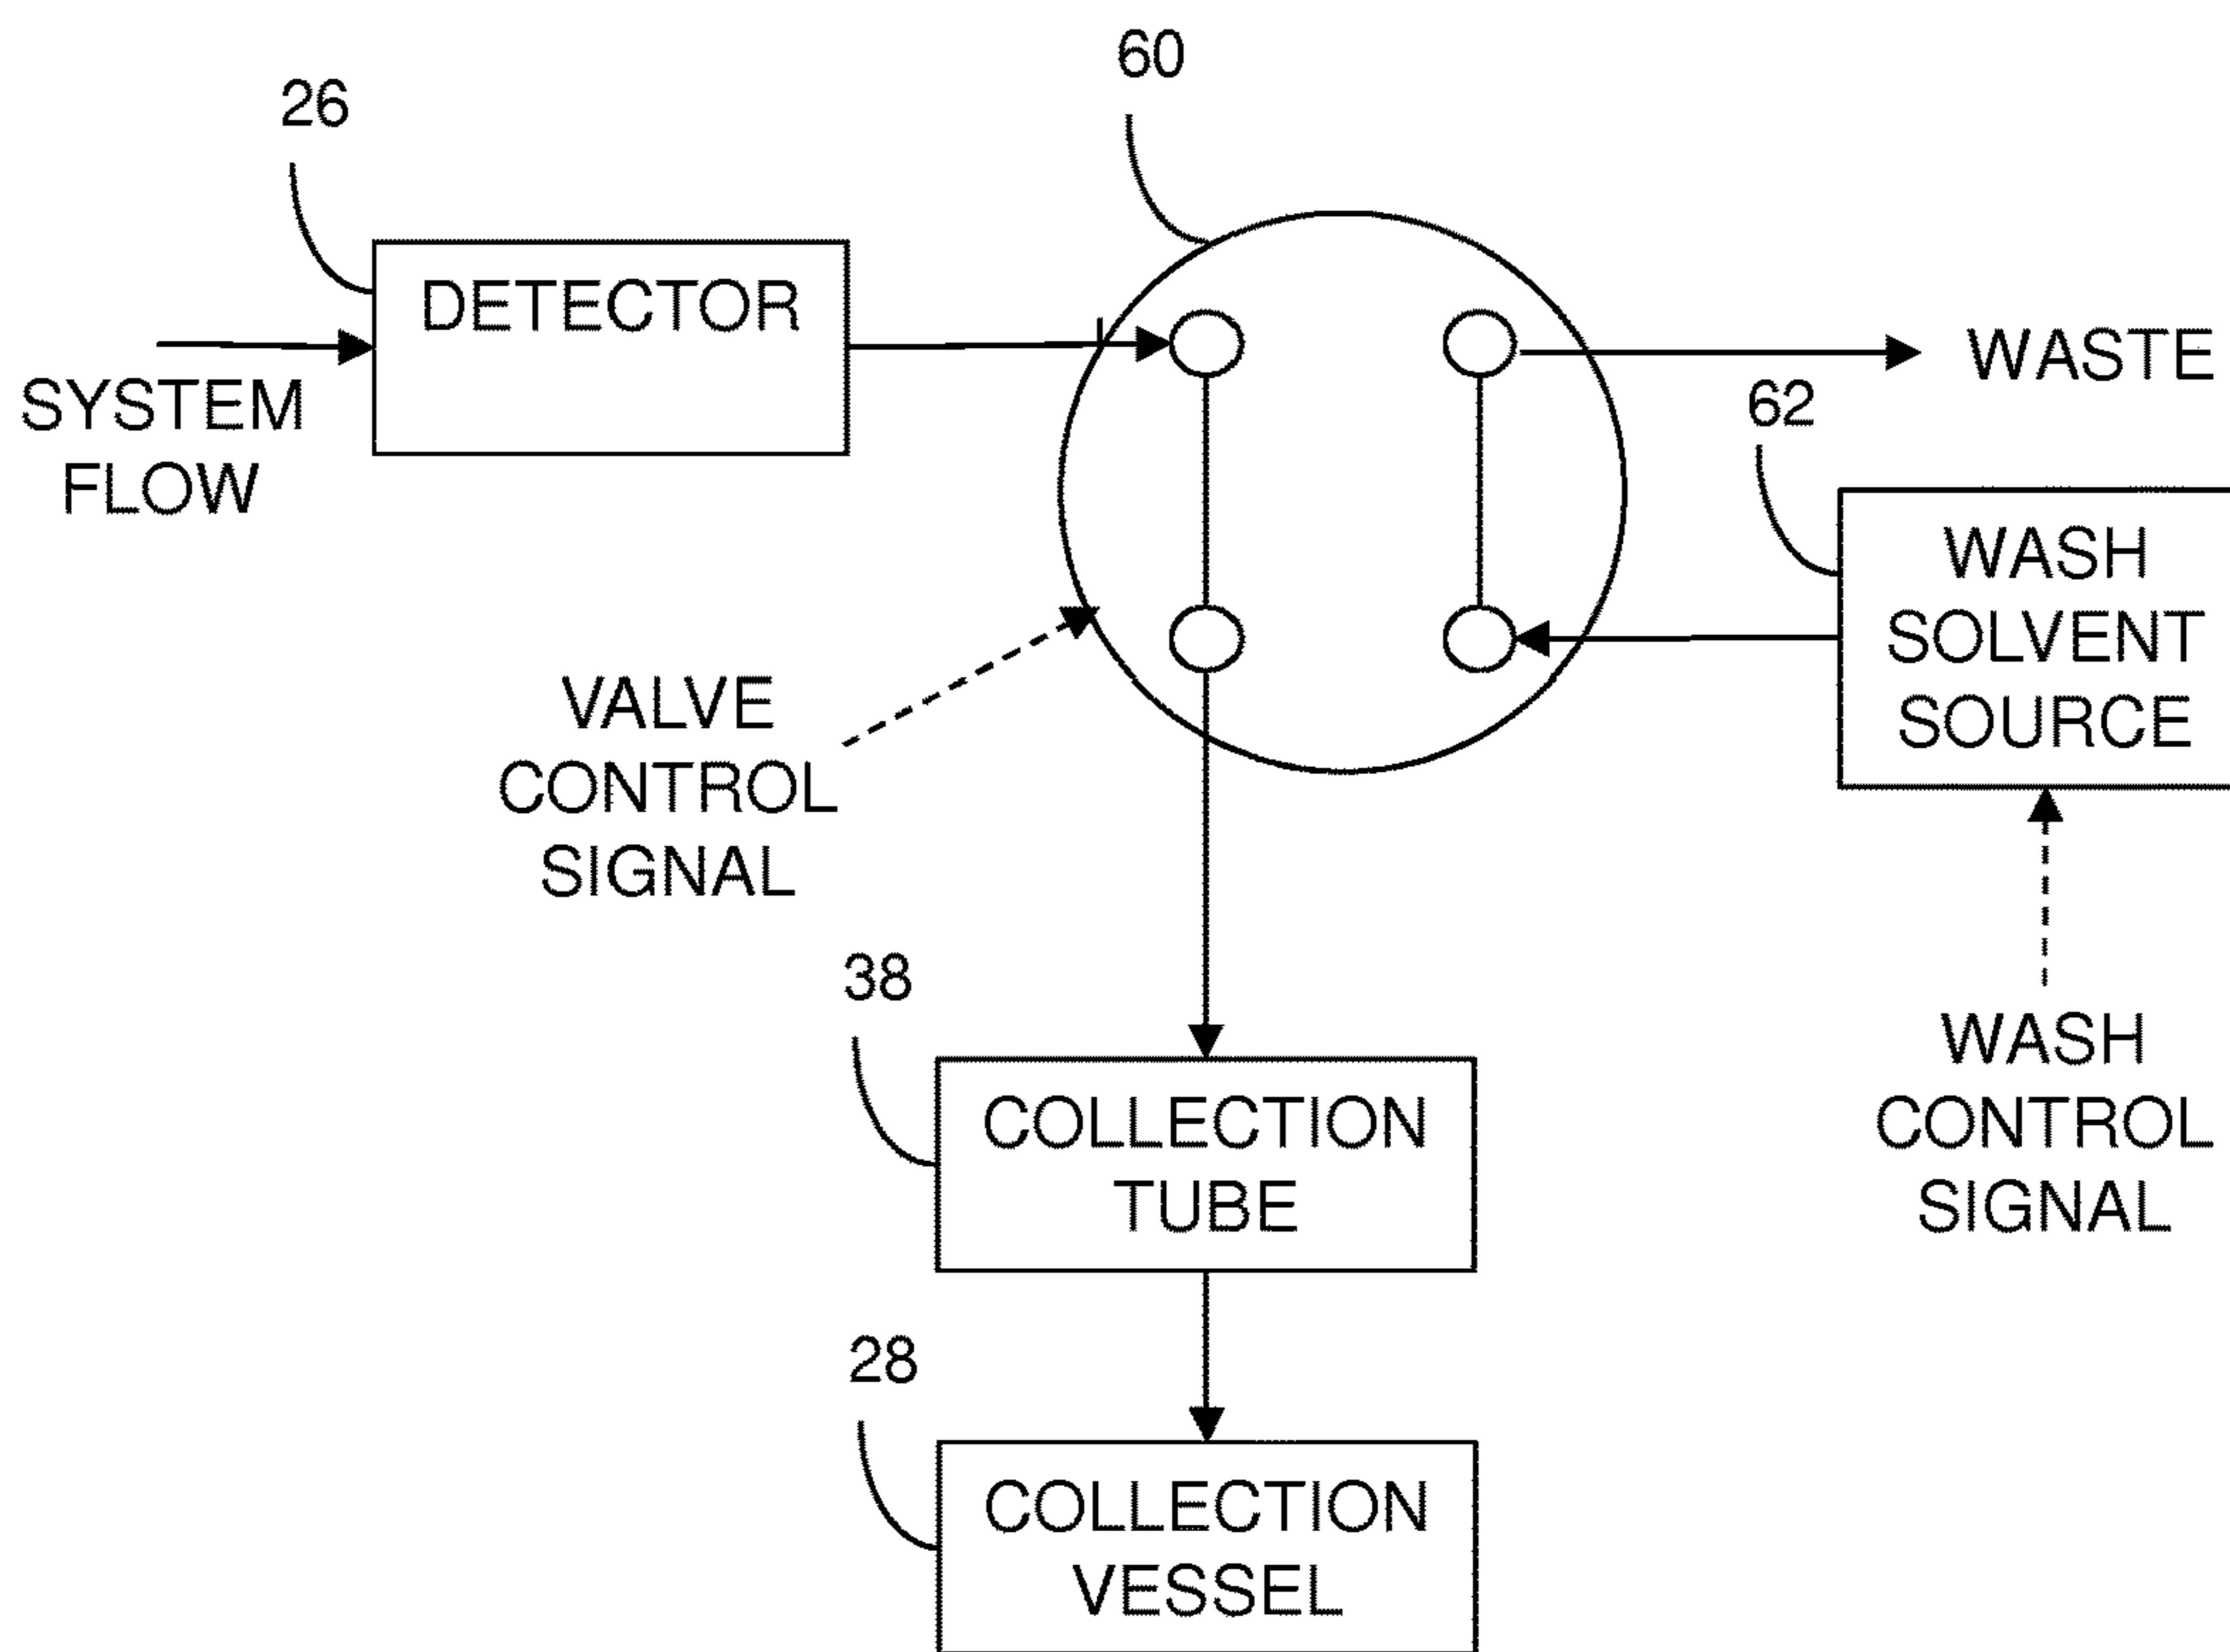 60
26
DETECTOR
WASTE
SYSTEM
FLOW
62
WASH
SOLVENT
SOURCE
VALVE
CONTROL
SIGNAL
38
WASH
CONTROL
SIGNAL
COLLECTION
TUBE
28
COLLECTION
VESSEL